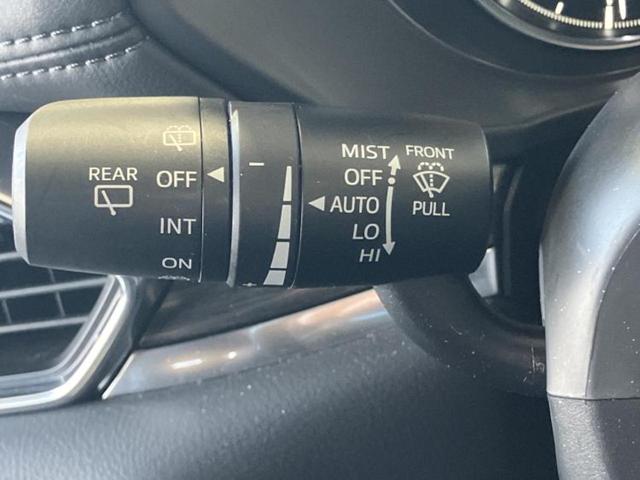 REAR
OFF
INT
ON
−
+
MIST
OFF
AUTO
LO
HI
FRONT
PULL